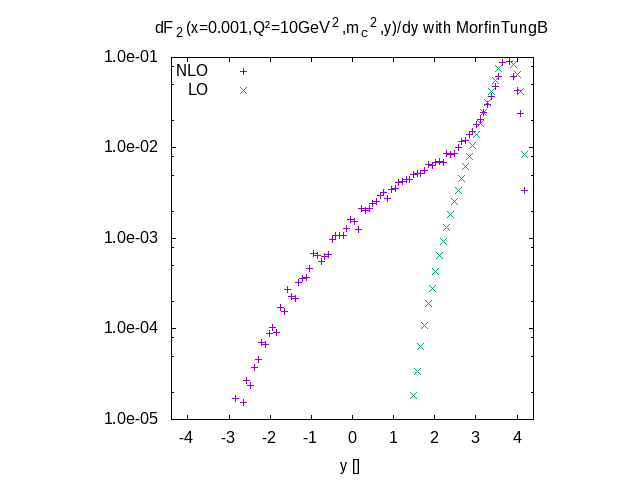 dF₂(x=0.001,Q²=10GeV²,m_c²,y)/dy with MorfinTungB
1.0e-01
NLO
LO
1.0e-02
1.0e-03
1.0e-04
1.0e-05
-4 -3 -2 -1 0 1 2 3 4
y []